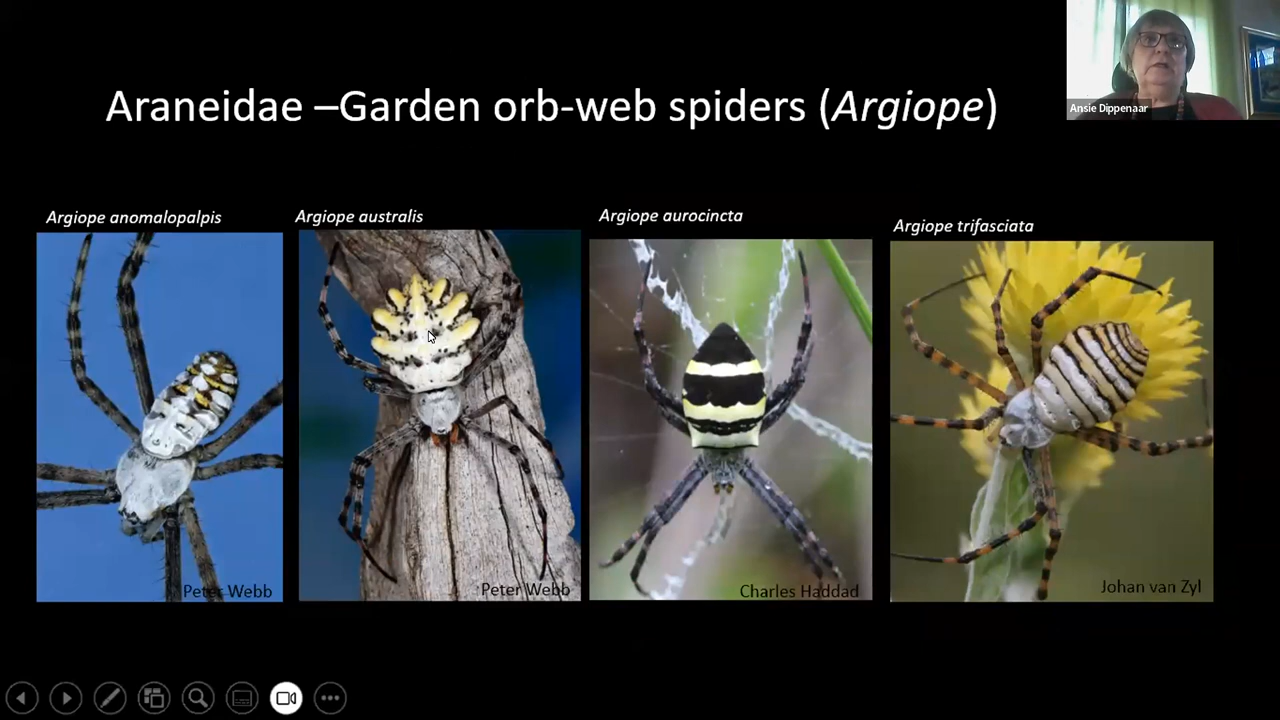 Ansie Dippenaar
Araneidae –Garden orb-web spiders (Argiope)
Argiope anomalopalpis
Argiope australis
Argiope aurocincta
Argiope trifasciata
Peter Webb
Peter Webb
Charles Haddad
Johan van Zyl